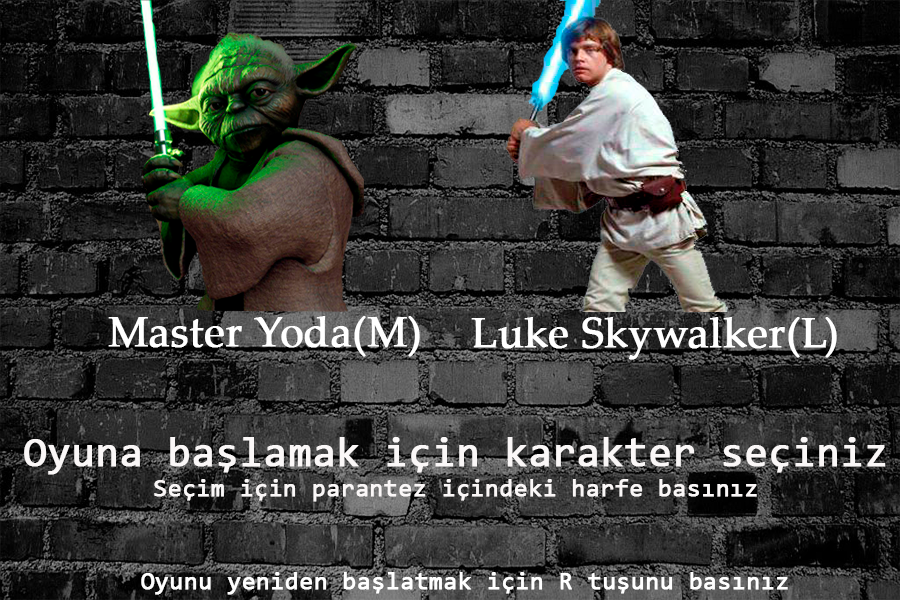 Master Yoda(M) Luke Skywalker(L)
Oyuna başlamak için karakter seçiniz
Seçim için parantez içindeki harfe basınız
Oyunu yeniden başlatmak için R tuşunu basınız